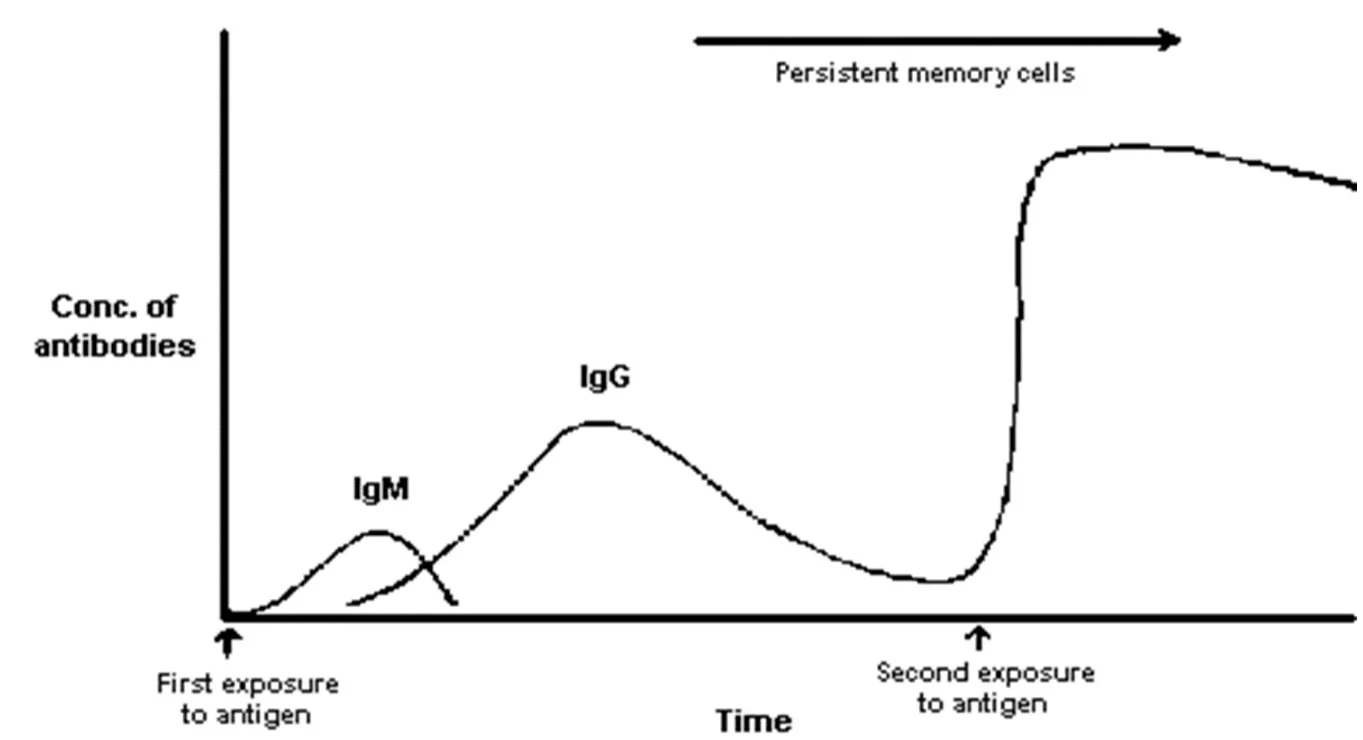 Persistent memory cells
Conc. of
antibodies
IgG
IgM
First exposure
to antigen
Second exposure
to antigen
Time